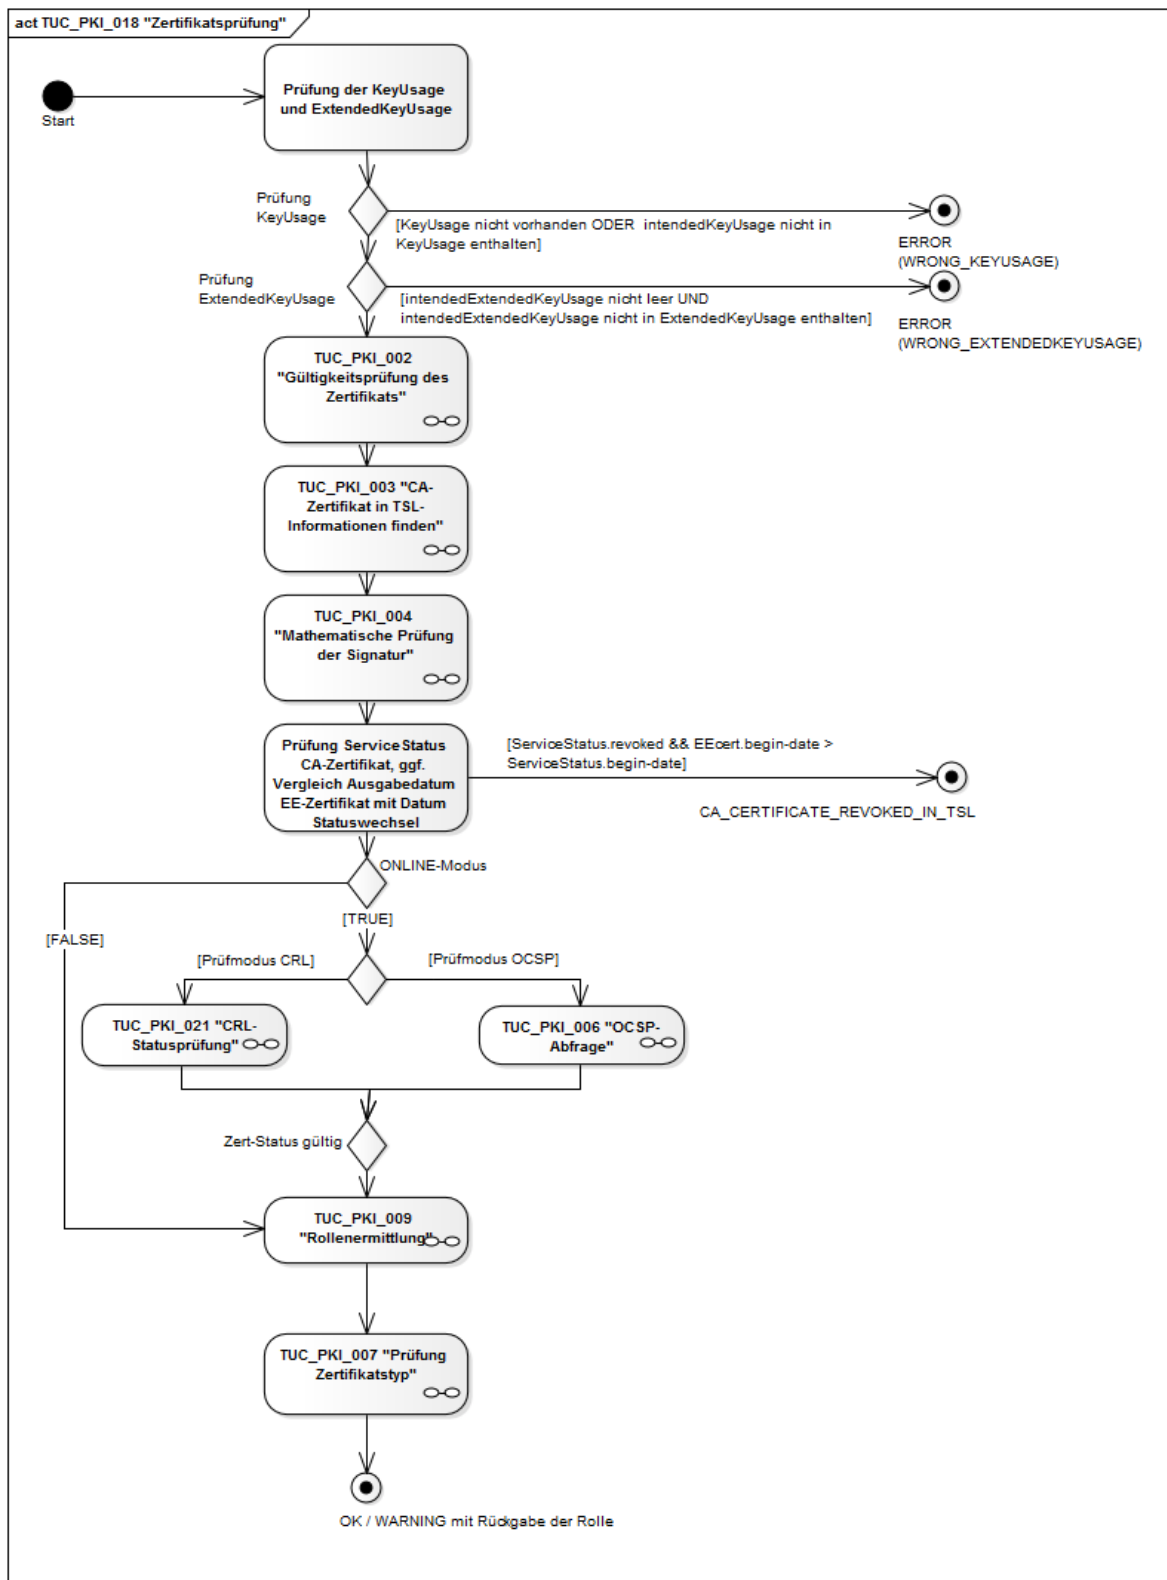 act TUC_PKI_018 "Zertifikatsprüfung"
Prüfung der KeyUsage
und ExtendedKeyUsage
Start
Prüfung
KeyUsage
[KeyUsage nicht vorhanden ODER intendedKeyUsage nicht in
KeyUsage enthalten]
ERROR
(WRONG_KEYUSAGE)
Prüfung
ExtendedKeyUsage
[intendedExtendedKeyUsage nicht leer UND
intendedExtendedKeyUsage nicht in ExtendedKeyUsage enthalten]
ERROR
(WRONG_EXTENDEDKEYUSAGE)
TUC_PKI_002
"Gültigkeitsprüfung des
Zertifikats"
TUC_PKI_003 "CA-
Zertifikat in TSL-
Informationen finden"
TUC_PKI_004
"Mathematische Prüfung
der Signatur"
Prüfung ServiceStatus
CA-Zertifikat, ggf.
Vergleich Ausgabedatum
EE-Zertifikat mit Datum
Statuswechsel
[ServiceStatus.revoked && EEcert.begin-date >
ServiceStatus.begin-date]
CA_CERTIFICATE_REVOKED_IN_TSL
ONLINE-Modus
[TRUE]
[FALSE]
[Prüfmodus CRL]
[Prüfmodus OCSP]
TUC_PKI_021 "CRL-
Statusprüfung"
TUC_PKI_006 "OCSP-
Abfrage"
Zert-Status gültig
TUC_PKI_009
"Rollenermittlung"
TUC_PKI_007 "Prüfung
Zertifikatstyp"
OK / WARNING mit Rückgabe der Rolle